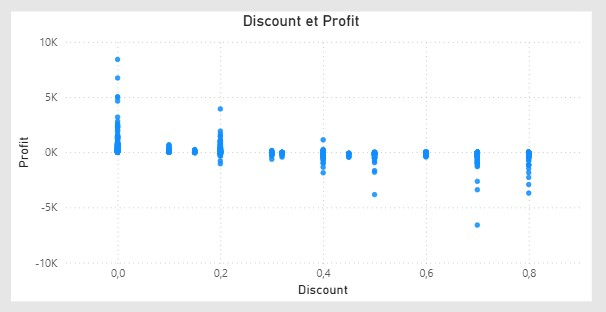 Discount et Profit
10K
5K
0K
-5K
-10K
Profit
0,0 0,2 0,4 0,6 0,8
Discount